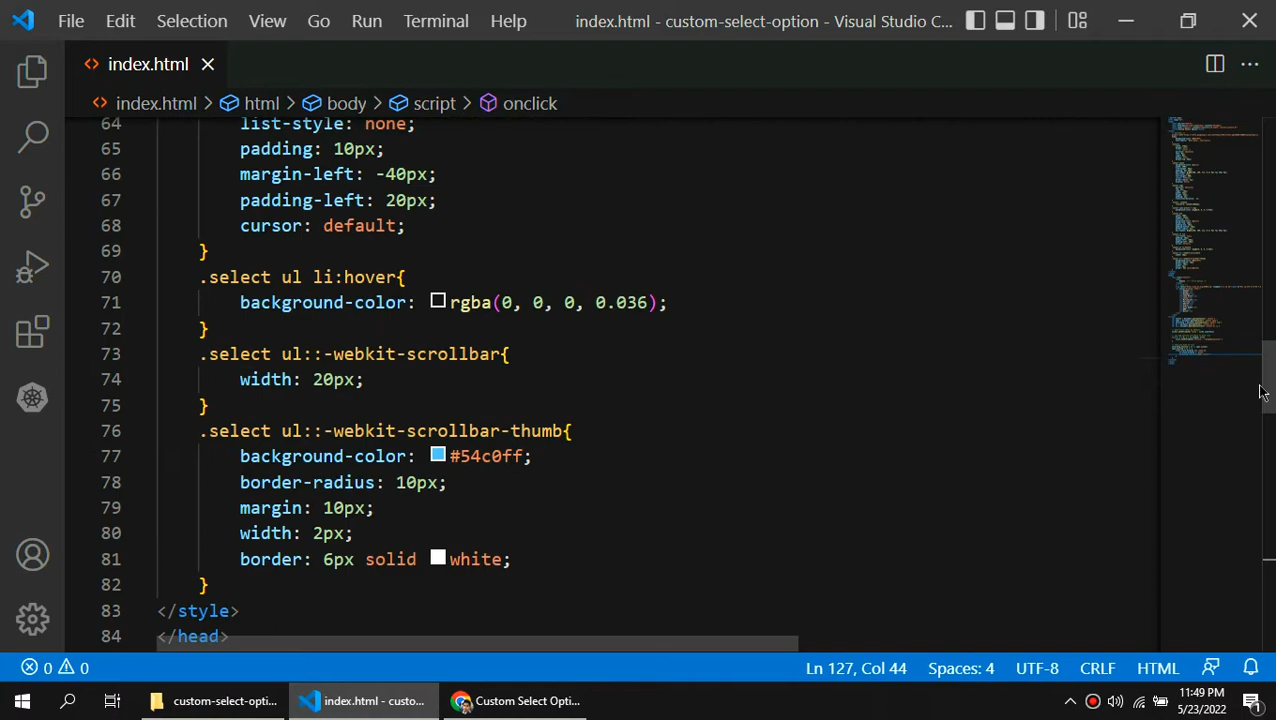 File Edit Selection View Go Run Terminal Help index.html - custom-select-option - Visual Studio C...
index.html
index.html > html > body > script > onclick
64 list-style: none;
65 padding: 10px;
66 margin-left: -40px;
67 padding-left: 20px;
68 cursor: default;
69 }
70 .select ul li:hover{
71 background-color: rgba(0, 0, 0, 0.036);
72 }
73 .select ul::-webkit-scrollbar{
74 width: 20px;
75 }
76 .select ul::-webkit-scrollbar-thumb{
77 background-color: #54c0ff;
78 border-radius: 10px;
79 margin: 10px;
80 width: 2px;
81 border: 6px solid white;
82 }
83 </style>
84 </head>
0 0 Ln 127, Col 44 Spaces: 4 UTF-8 CRLF HTML
custom-select-opti... index.html - custo... Custom Select Opti... 11:49 PM
5/23/2022 1